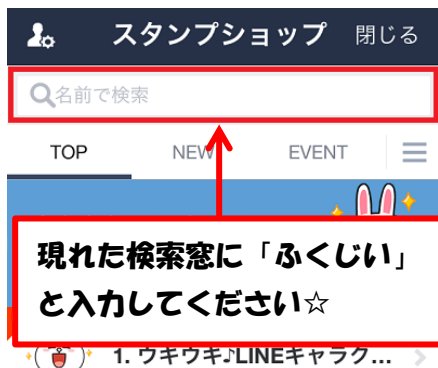 スタンプショップ 閉じる
名前で検索
TOP NEW EVENT
現れた検索窓に「ふくじい」
と入力してください☆
1. ウキウキ♪LINEキャラク...